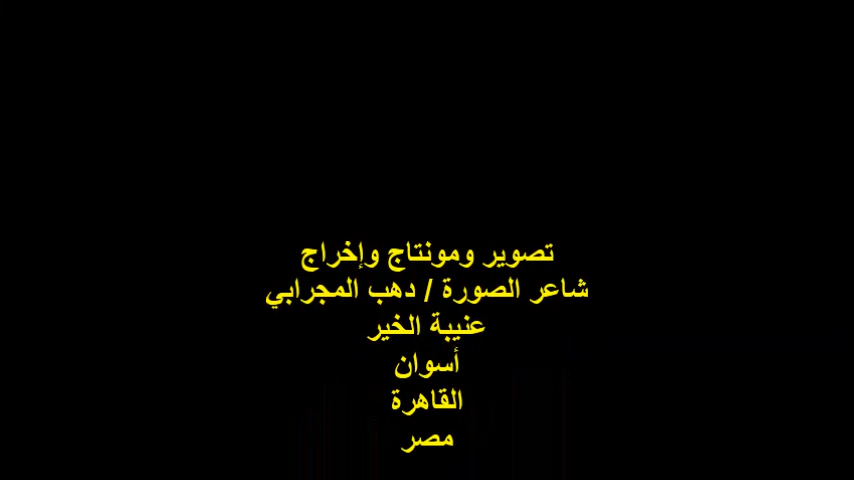 تصوير ومونتاج وإخراج
شاعر الصورة / دهب المجرابي
عنيبة الخير
أسوان
القاهرة
مصر